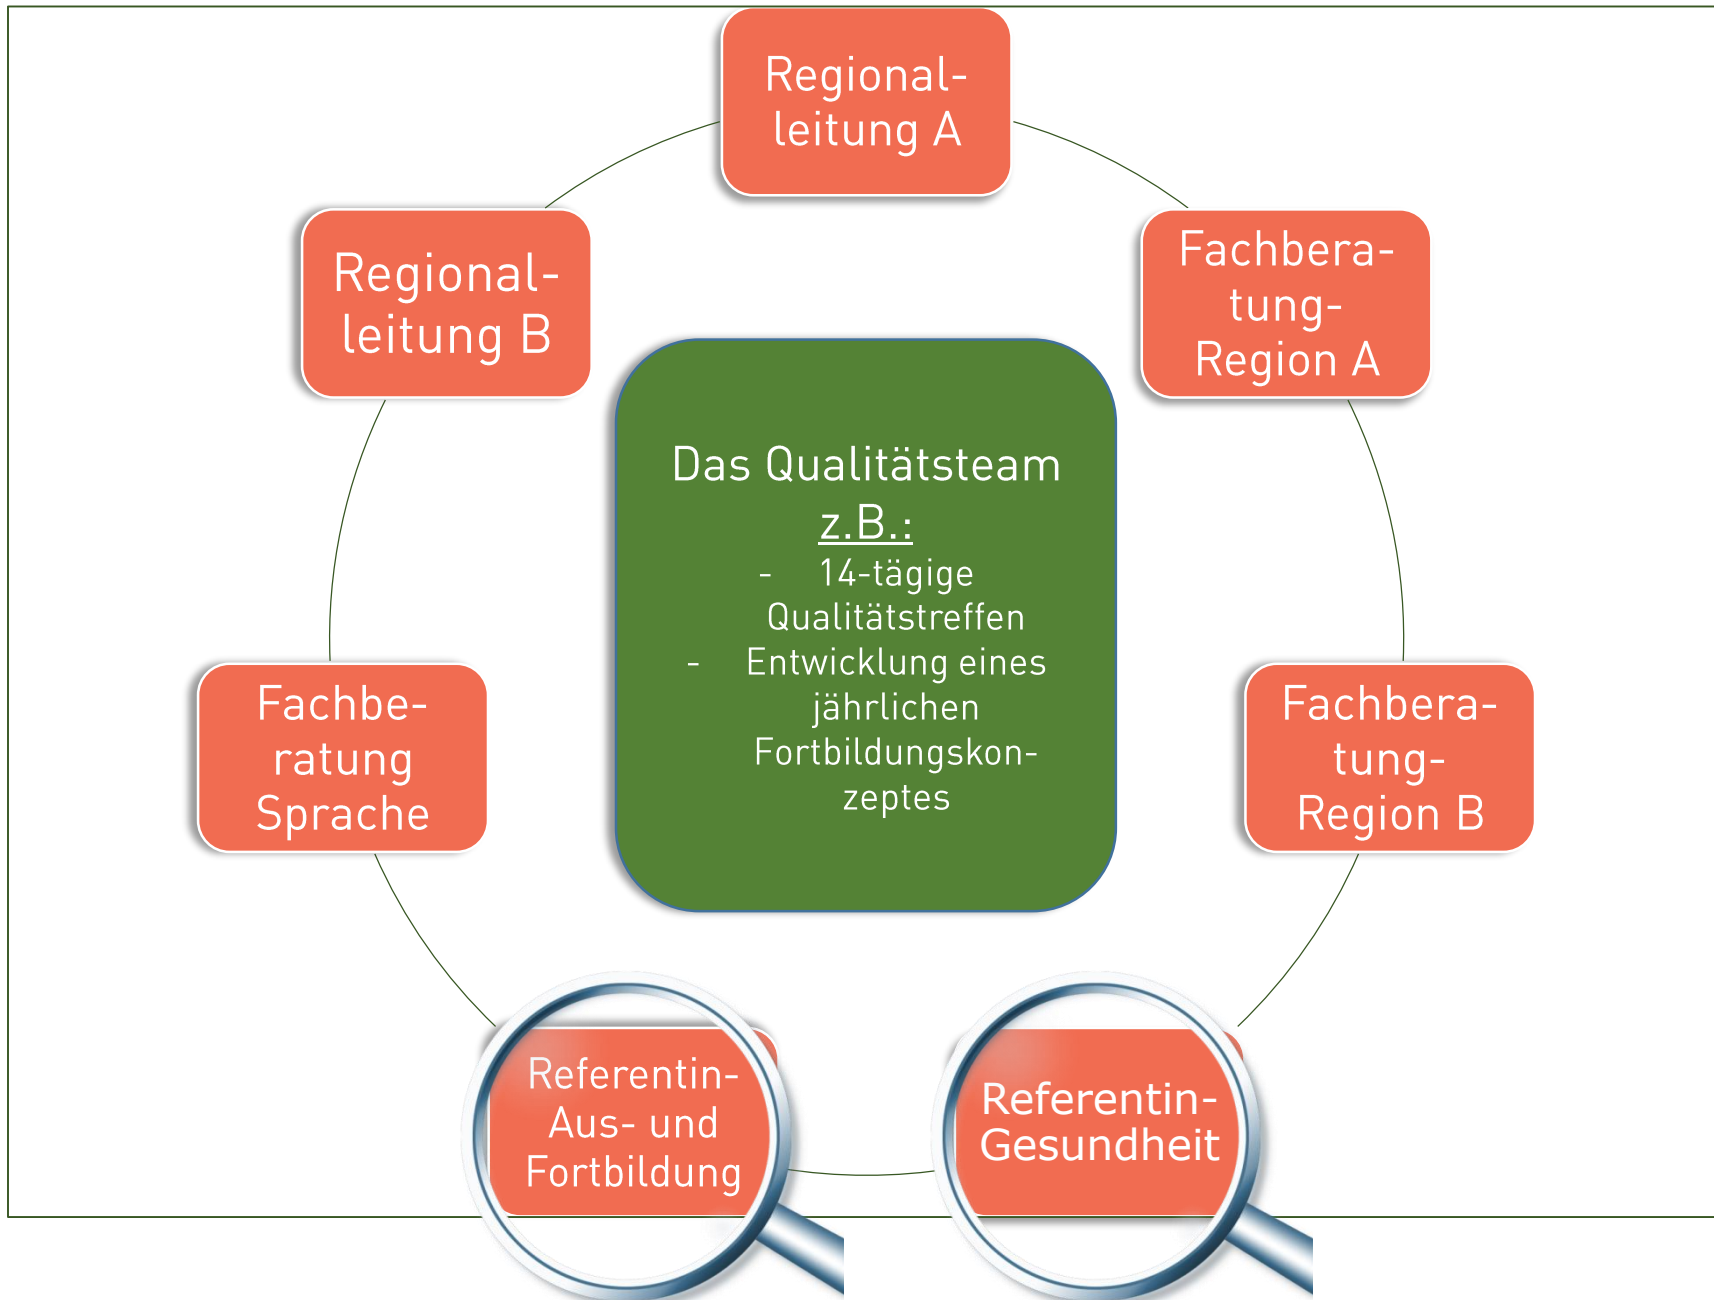 Regional-
leitung A
Regional-
leitung B
Fachbera-
tung-
Region A
Das Qualitätsteam
z.B.:
- 14-tägige
Qualitätstreffen
- Entwicklung eines
jährlichen
Fortbildungskon-
zeptes
Fachbe-
ratung
Sprache
Fachbera-
tung-
Region B
Referentin-
Aus- und
Fortbildung
Referentin-
Gesundheit